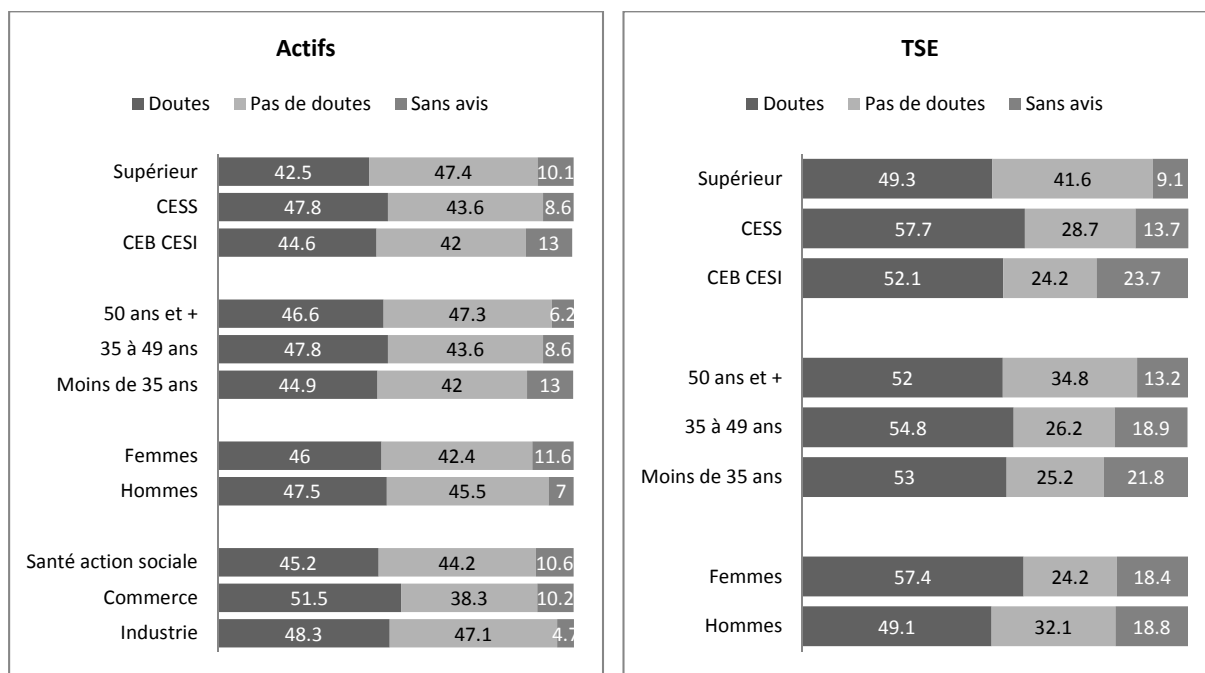 Actifs
Doutes Pas de doutes Sans avis
Supérieur 42.5 47.4 10.1
CESS 47.8 43.6 8.6
CEB CESI 44.6 42 13
50 ans et + 46.6 47.3 6.2
35 à 49 ans 47.8 43.6 8.6
Moins de 35 ans 44.9 42 13
Femmes 46 42.4 11.6
Hommes 47.5 45.5 7
Santé action sociale 45.2 44.2 10.6
Commerce 51.5 38.3 10.2
Industrie 48.3 47.1 4.7
TSE
Doutes Pas de doutes Sans avis
Supérieur 49.3 41.6 9.1
CESS 57.7 28.7 13.7
CEB CESI 52.1 24.2 23.7
50 ans et + 52 34.8 13.2
35 à 49 ans 54.8 26.2 18.9
Moins de 35 ans 53 25.2 21.8
Femmes 57.4 24.2 18.4
Hommes 49.1 32.1 18.8